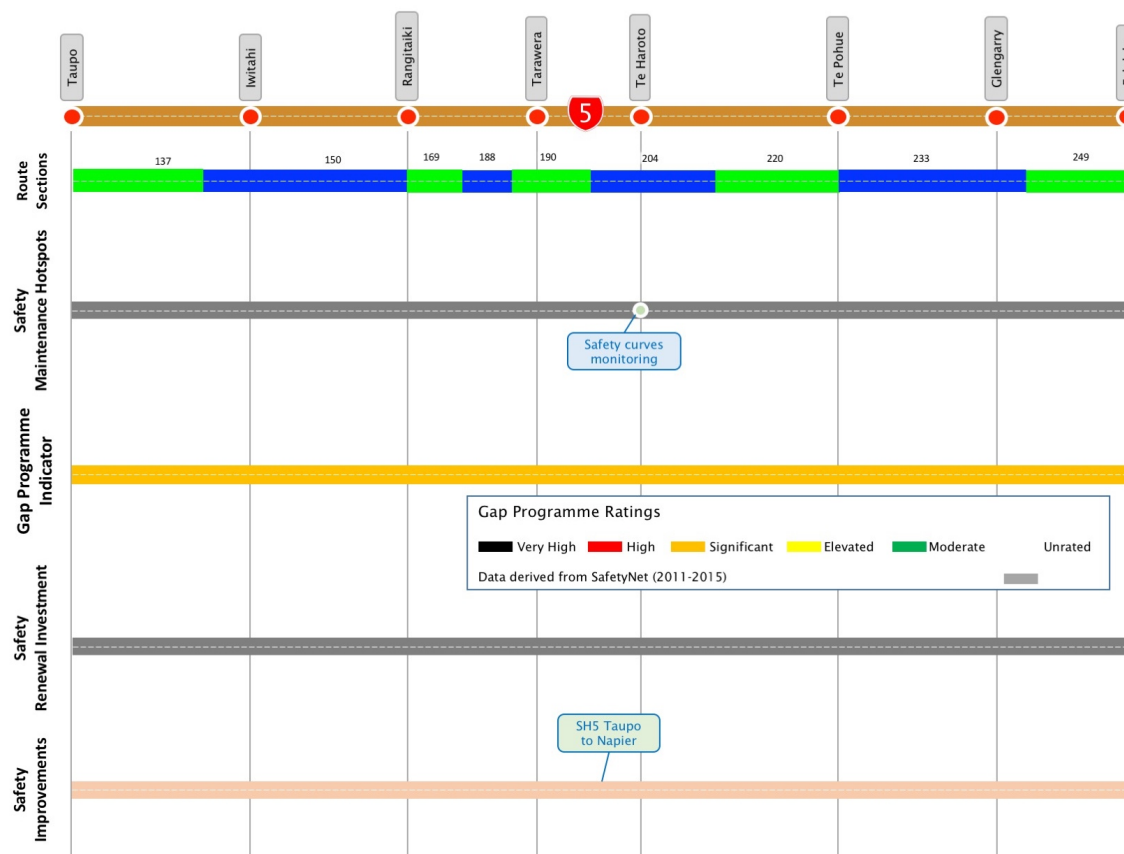 Taupo
Iwitahi
Rangitaiki
Tarawera
Te Haroto
Te Pohue
Glengarry
5
Route
Sections
137
150
169
188
190
204
220
233
249
Safety
Maintenance Hotspots
Safety curves
monitoring
Gap Programme
Indicator
Gap Programme Ratings
Very High
High
Significant
Elevated
Moderate
Unrated
Data derived from SafetyNet (2011-2015)
Safety
Renewal Investment
SH5 Taupo
to Napier
Safety
Improvements